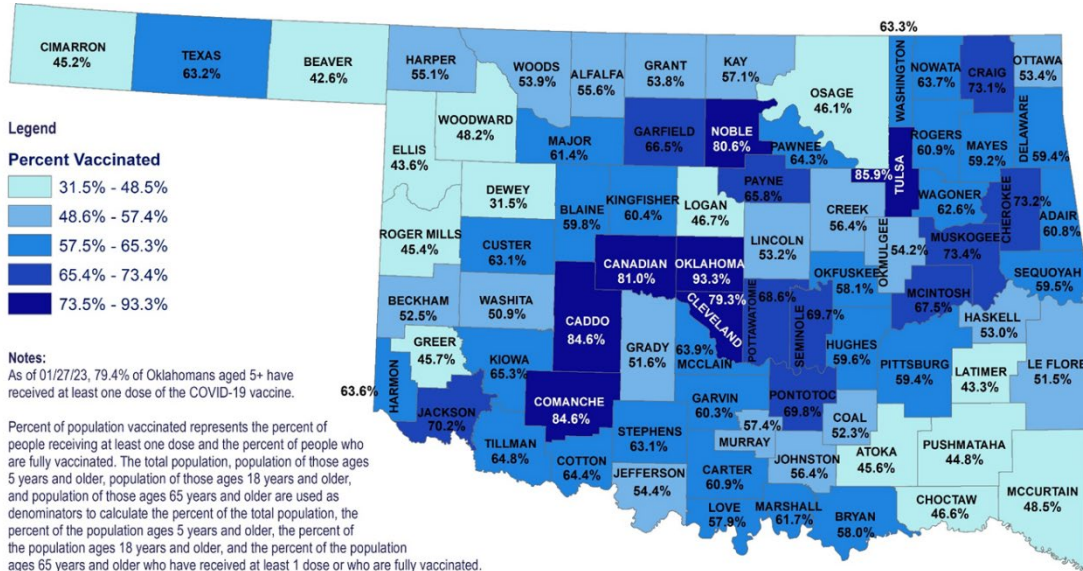 63.3%
CIMARRON
45.2%
TEXAS
63.2%
BEAVER
42.6%
HARPER
55.1%
WOODS
53.9%
ALFALFA
55.6%
GRANT
53.8%
KAY
57.1%
OSAGE
46.1%
WASHINGTON
NOWATA
63.7%
CRAIG
73.1%
OTTAWA
53.4%
Legend
Percent Vaccinated
31.5% - 48.5%
48.6% - 57.4%
57.5% - 65.3%
65.4% - 73.4%
73.5% - 93.3%
ELLIS
43.6%
WOODWARD
48.2%
MAJOR
61.4%
GARFIELD
66.5%
NOBLE
80.6%
PAWNEE
64.3%
85.9%
TULSA
ROGERS
60.9%
MAYES
59.2%
DELAWARE
59.4%
DEWEY
31.5%
BLAINE
59.8%
KINGFISHER
60.4%
LOGAN
46.7%
PAYNE
65.8%
CREEK
56.4%
WAGONER
62.6%
CHEROKEE
73.2%
ADAIR
60.8%
ROGER MILLS
45.4%
CUSTER
63.1%
CANADIAN
81.0%
OKLAHOMA
93.3%
LINCOLN
53.2%
OKMULGEE
54.2%
MUSKOGEE
73.4%
SEQUOYAH
59.5%
BECKHAM
52.5%
WASHITA
50.9%
CADDO
84.6%
GRADY
51.6%
79.3%
CLEVELAND
POTTAWATOMIE
68.6%
SEMINOLE
69.7%
OKFUSKEE
58.1%
MCINTOSH
67.5%
HASKELL
53.0%
Notes:
As of 01/27/23, 79.4% of Oklahomans aged 5+ have
received at least one dose of the COVID-19 vaccine.
63.6%
HARMON
GREER
45.7%
KIOWA
65.3%
63.9%
MCCLAIN
HUGHES
59.6%
PITTSBURG
59.4%
LATIMER
43.3%
LE FLORE
51.5%
JACKSON
70.2%
COMANCHE
84.6%
GARVIN
60.3%
PONTOTOC
69.8%
COAL
52.3%
TILLMAN
64.8%
COTTON
64.4%
STEPHENS
63.1%
57.4%
MURRAY
JOHNSTON
56.4%
ATOKA
45.6%
PUSHMATAHA
44.8%
JEFFERSON
54.4%
CARTER
60.9%
LOVE
57.9%
MARSHALL
61.7%
BRYAN
58.0%
CHOCTAW
46.6%
MCCURTAIN
48.5%
Percent of population vaccinated represents the percent of
people receiving at least one dose and the percent of people who
are fully vaccinated. The total population, population of those ages
5 years and older, population of those ages 18 years and older,
and population of those ages 65 years and older are used as
denominators to calculate the percent of the total population, the
percent of the population ages 5 years and older, the percent of
the population ages 18 years and older, and the percent of the population
ages 65 years and older who have received at least 1 dose or who are fully vaccinated.